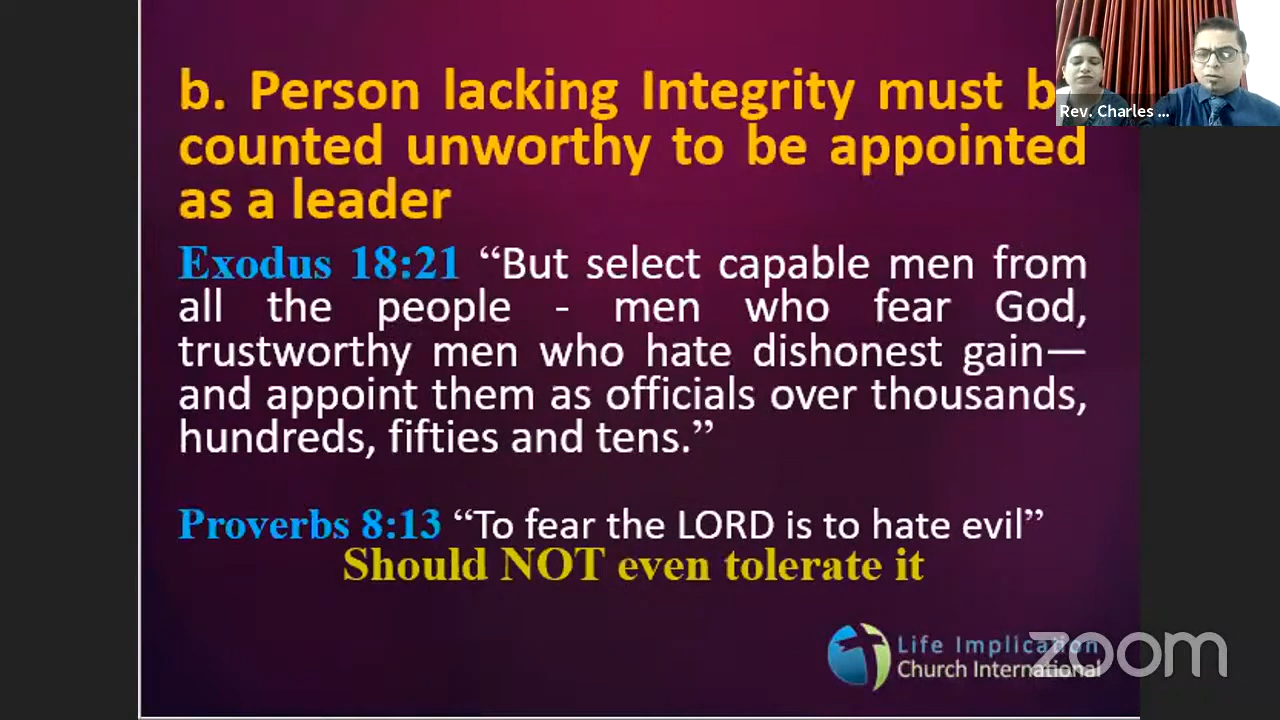 b. Person lacking Integrity must b
counted unworthy to be appointed
as a leader
Exodus 18:21 “But select capable men from
all the people - men who fear God,
trustworthy men who hate dishonest gain—
and appoint them as officials over thousands,
hundreds, fifties and tens.”
Proverbs 8:13 “To fear the LORD is to hate evil”
Should NOT even tolerate it
Rev. Charles ...
Life Implication
Church International
zoom